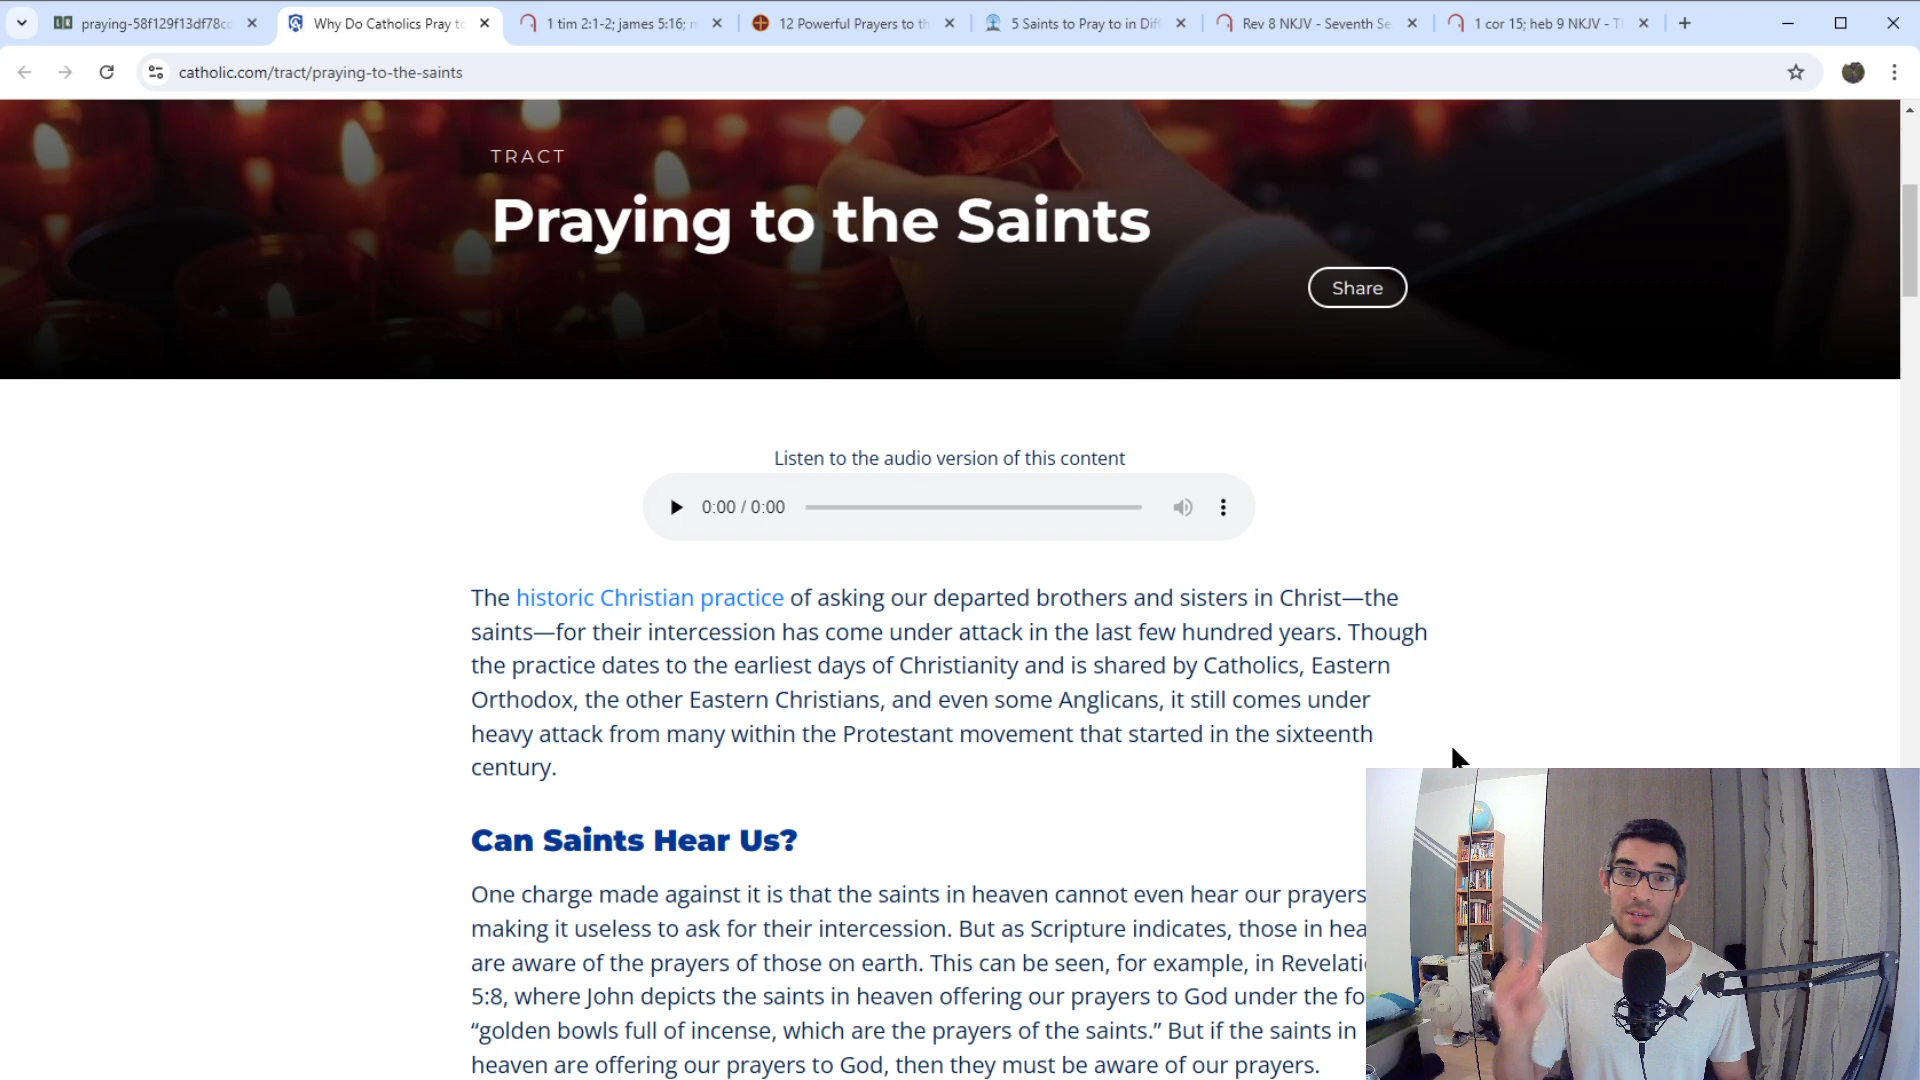 praying-58f129f13df78cc
Why Do Catholics Pray to
1 tim 2:1-2; james 5:16; n
12 Powerful Prayers to th
5 Saints to Pray to in Diff
Rev 8 NKJV - Seventh Se
1 cor 15; heb 9 NKJV - Th
catholic.com/tract/praying-to-the-saints
TRACT
Praying to the Saints
Share
Listen to the audio version of this content
0:00 / 0:00
The historic Christian practice of asking our departed brothers and sisters in Christ—the
saints—for their intercession has come under attack in the last few hundred years. Though
the practice dates to the earliest days of Christianity and is shared by Catholics, Eastern
Orthodox, the other Eastern Christians, and even some Anglicans, it still comes under
heavy attack from many within the Protestant movement that started in the sixteenth
century.
Can Saints Hear Us?
One charge made against it is that the saints in heaven cannot even hear our prayers
making it useless to ask for their intercession. But as Scripture indicates, those in hea
are aware of the prayers of those on earth. This can be seen, for example, in Revelati
5:8, where John depicts the saints in heaven offering our prayers to God under the fo
“golden bowls full of incense, which are the prayers of the saints.” But if the saints in
heaven are offering our prayers to God, then they must be aware of our prayers.